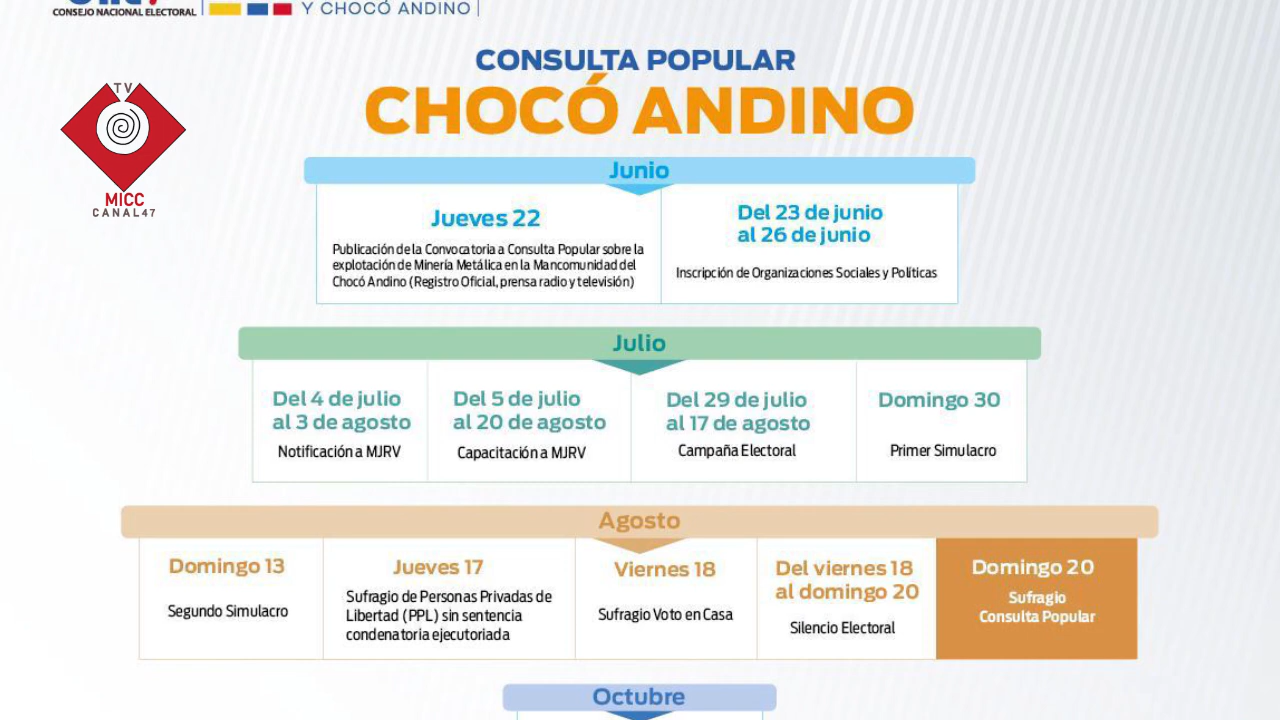 CONSEJO NACIONAL ELECTORAL
Y CHOCÓ ANDINO
TV
MICC
CANAL47
CONSULTA POPULAR
CHOCÓ ANDINO
Junio
Jueves 22
Publicación de la Convocatoria a Consulta Popular sobre la
explotación de Minería Metálica en la Mancomunidad del
Chocó Andino (Registro Oficial, prensa radio y televisión)
Del 23 de junio
al 26 de junio
Inscripción de Organizaciones Sociales y Políticas
Julio
Del 4 de julio
al 3 de agosto
Notificación a MJRV
Del 5 de julio
al 20 de agosto
Capacitación a MJRV
Del 29 de julio
al 17 de agosto
Campaña Electoral
Domingo 30
Primer Simulacro
Agosto
Domingo 13
Segundo Simulacro
Jueves 17
Sufragio de Personas Privadas de
Libertad (PPL) sin sentencia
condenatoria ejecutoriada
Viernes 18
Sufragio Voto en Casa
Del viernes 18
al domingo 20
Silencio Electoral
Domingo 20
Sufragio
Consulta Popular
Octubre